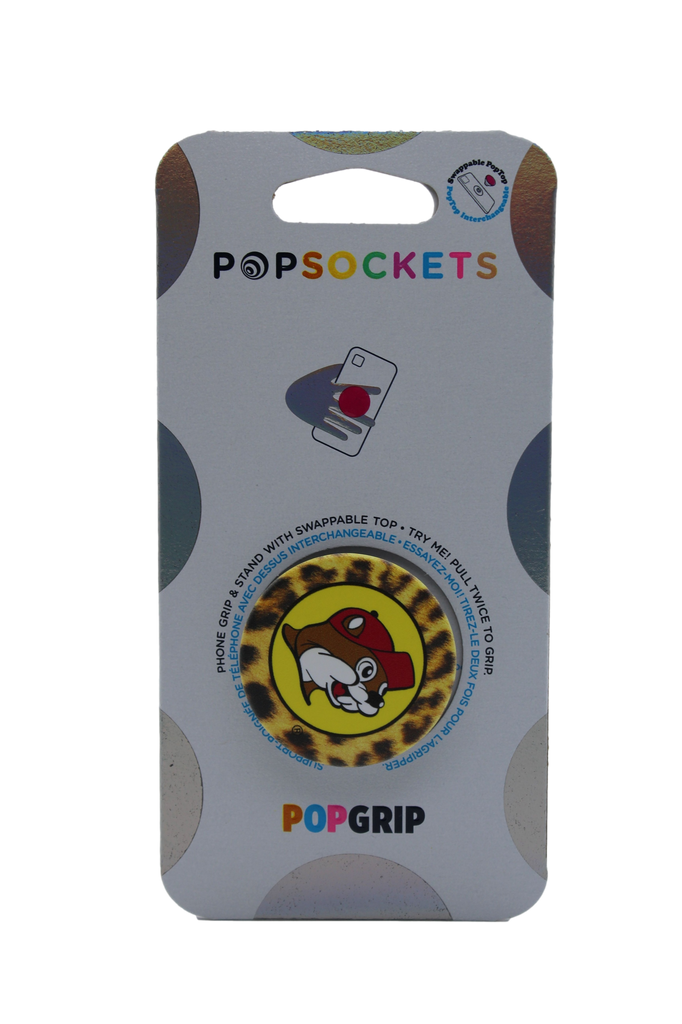 Swappable PopTop
PopTop Interchangeable
POPSOCKETS
PHONE GRIP & STAND WITH SWAPPABLE TOP • TRY ME! PULL TWICE TO GRIP.
SUPPORT-POIGNÉE DE TÉLÉPHONE AVEC DESSUS INTERCHANGEABLE • ESSAYEZ-MOI! TIREZ-LE DEUX FOIS POUR L'AGRIPPER.
POPGRIP